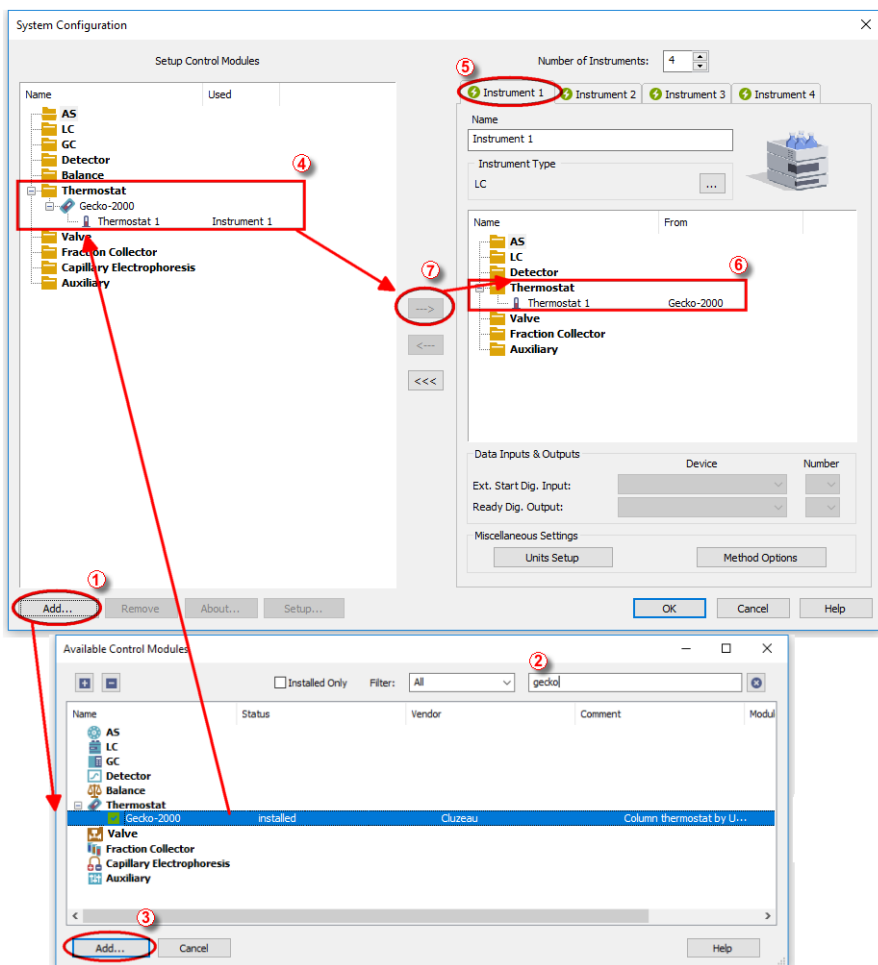 System Configuration
Setup Control Modules
Number of Instruments: 4
⑤
Name Used
Instrument 1 Instrument 2 Instrument 3 Instrument 4
AS
LC
GC
Detector
Balance
④
Thermostat
Gecko-2000
Thermostat 1 Instrument 1
Valve
Fraction Collector
Capillary Electrophoresis
Auxiliary
Name
Instrument 1
Instrument Type
LC ...
Name From
AS
LC
Detector
⑥
Thermostat
Thermostat 1 Gecko-2000
Valve
Fraction Collector
Auxiliary
⑦
--->
<---
<<<
Data Inputs & Outputs
Device Number
Ext. Start Dig. Input:
Ready Dig. Output:
Miscellaneous Settings
Units Setup Method Options
①
Add... Remove About... Setup...
OK Cancel Help
Available Control Modules
②
Installed Only Filter: All gecko
Name Status Vendor Comment Modul
AS
LC
GC
Detector
Balance
Thermostat
Gecko-2000 installed Cluzeau Column thermostat by U...
Valve
Fraction Collector
Capillary Electrophoresis
Auxiliary
③
Add... Cancel Help